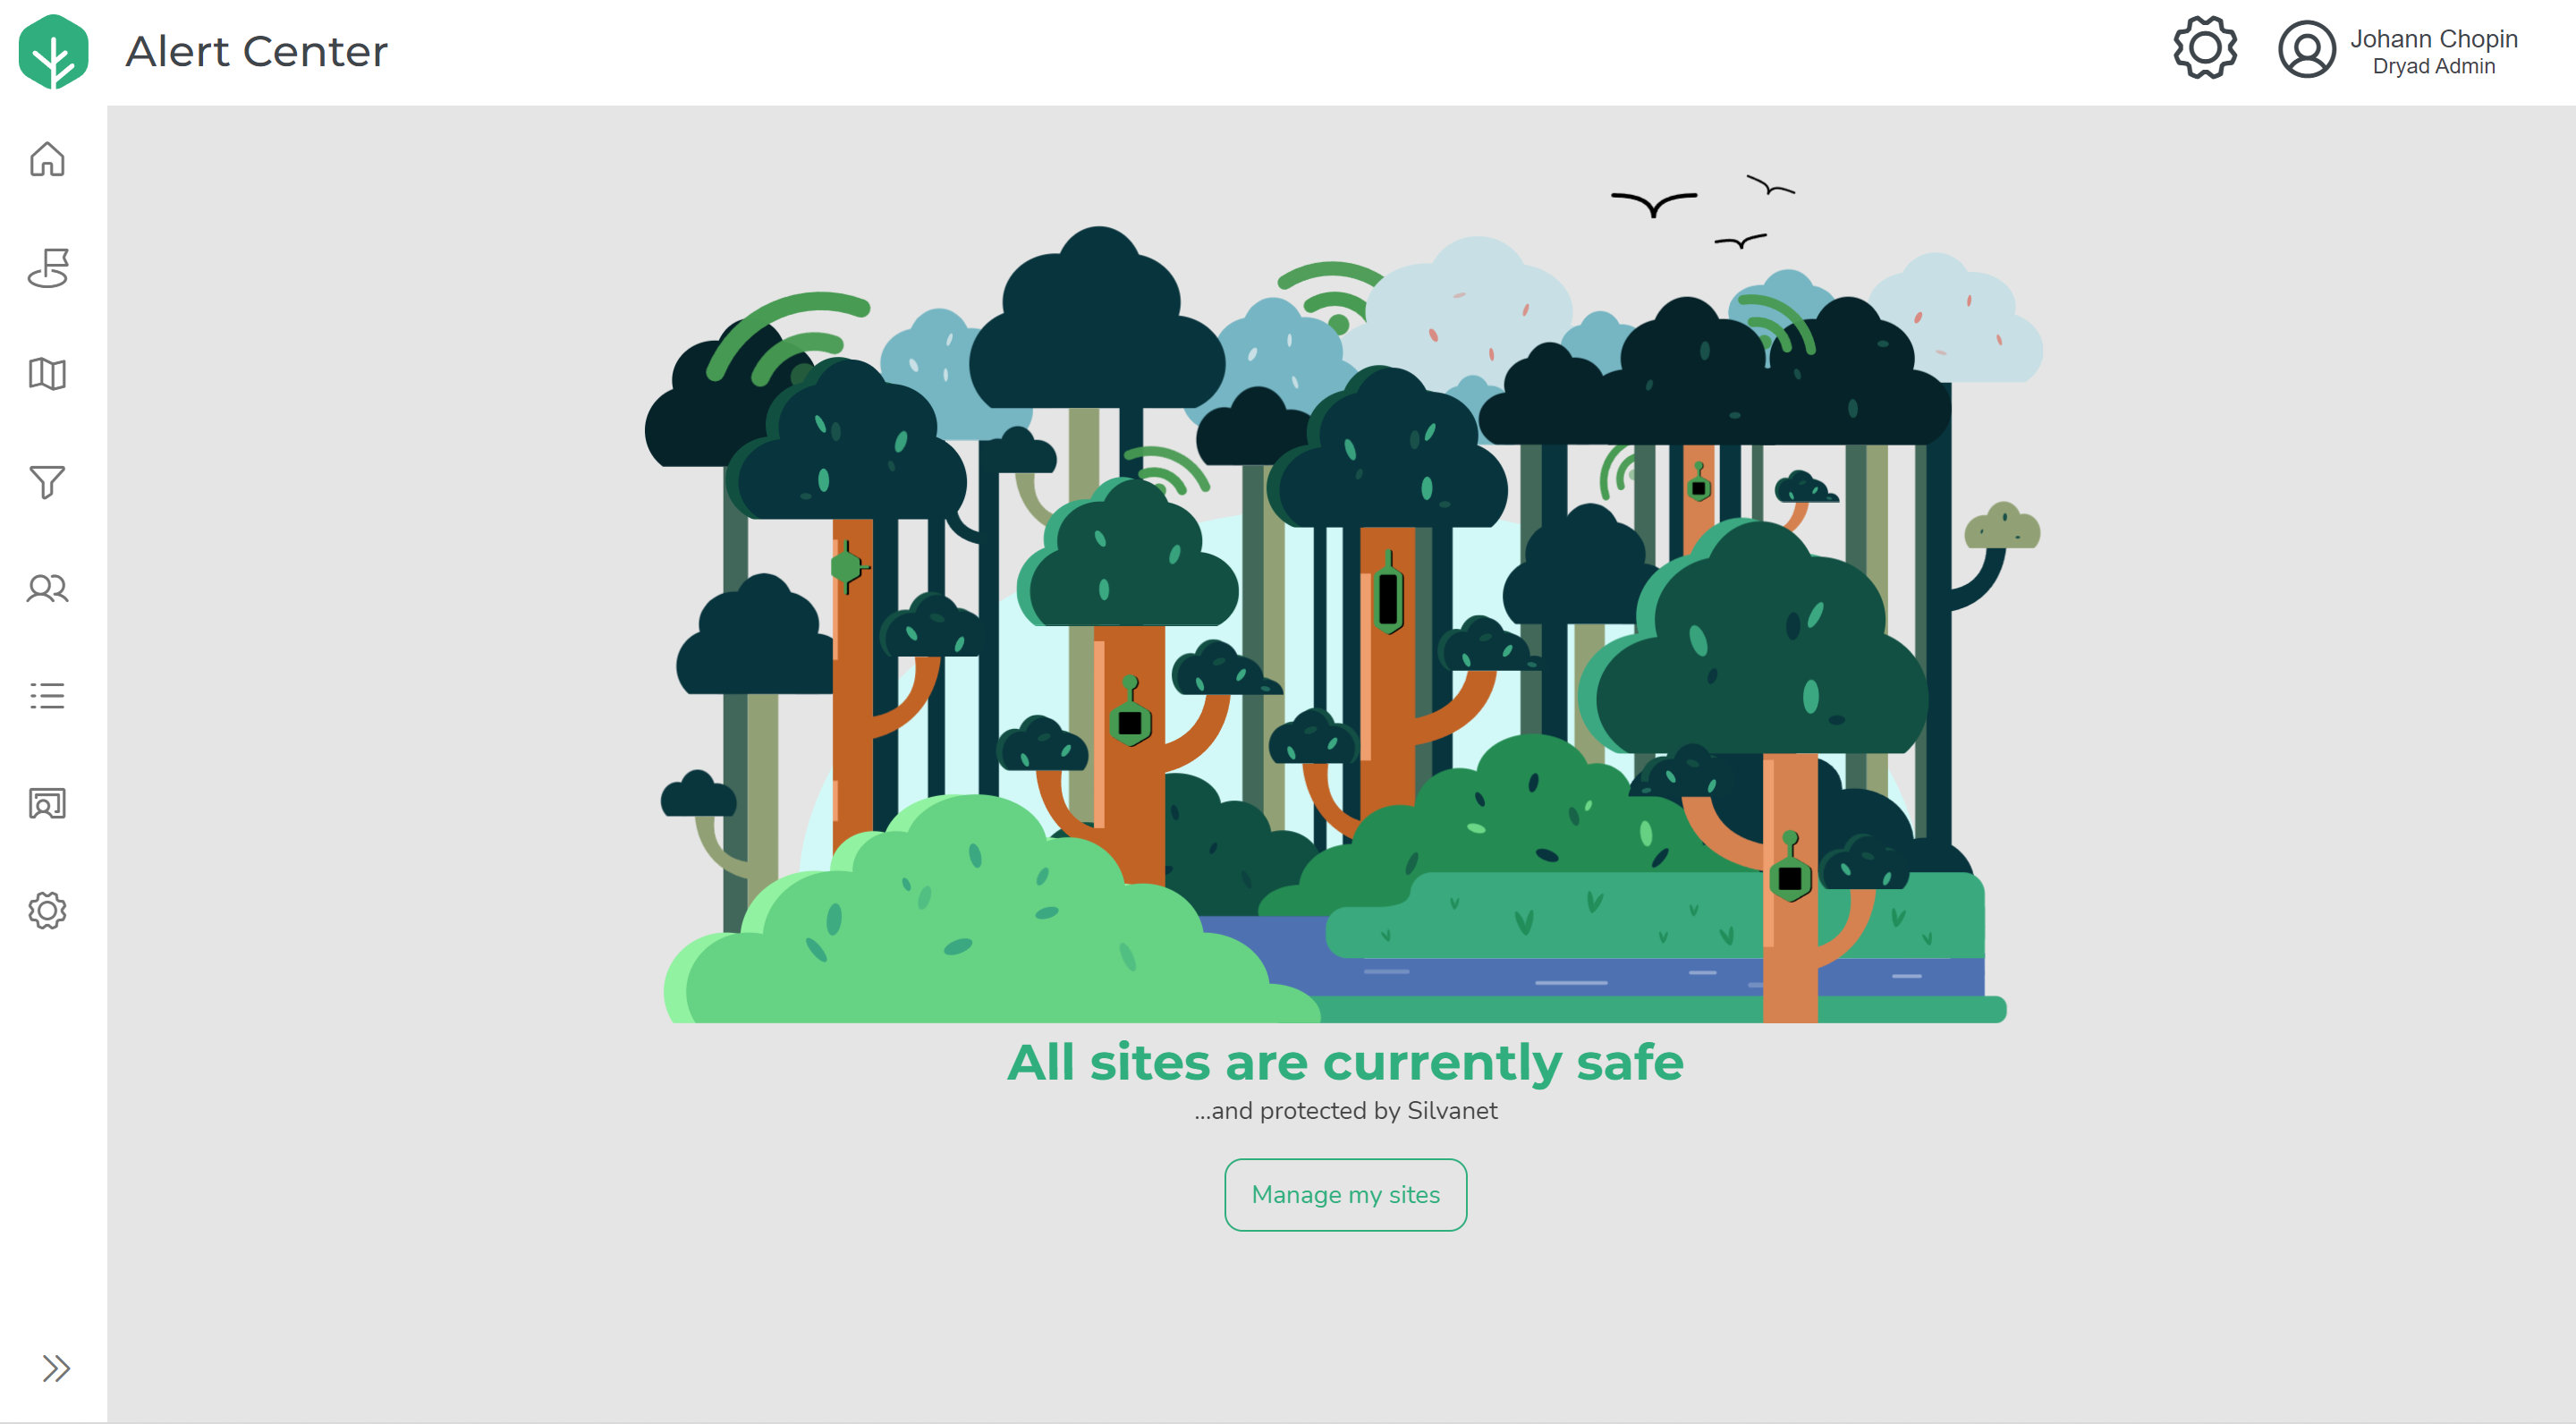 Alert Center
Johann Chopin
Dryad Admin
All sites are currently safe
...and protected by Silvanet
Manage my sites